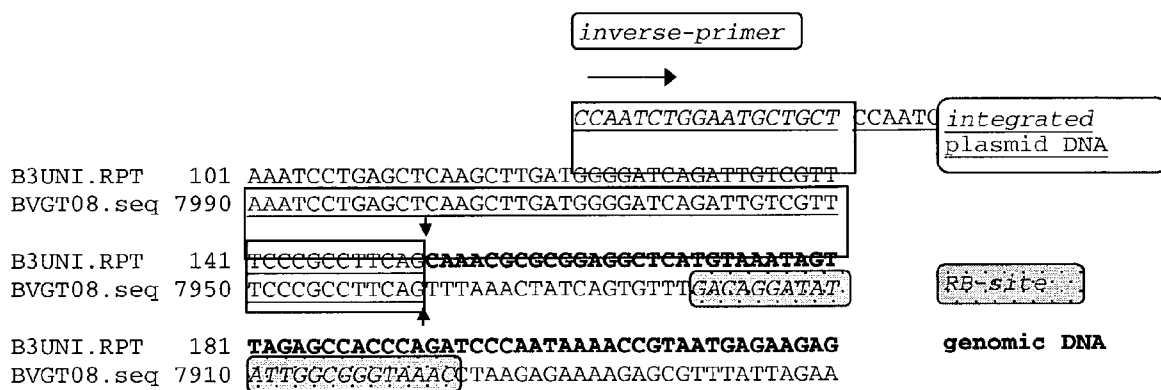 inverse-primer
CCAATCTGGAATGCTGCT CCAATC
integrated
plasmid DNA
B3UNI.RPT 101 AAATCCTGAGCTCAAGCTTGATGGGGATCAGATTGTCGTT
BVGT08.seq 7990 AAATCCTGAGCTCAAGCTTGATGGGGATCAGATTGTCGTT
B3UNI.RPT 141 TCCCGCCTTCAGCAAACGCGCGGAGGCTCATGTAAATAGT
BVGT08.seq 7950 TCCCGCCTTCAGTTTAAACTATCAGTGTTTGACAGGATAT RB-site
B3UNI.RPT 181 TAGAGCCACCCAGATCCCAATAAAACCGTAATGAGAAGAG genomic DNA
BVGT08.seq 7910 ATTGGCGGGTAAACCTAAGAGAAAAGAGCGTTTATTAGAA